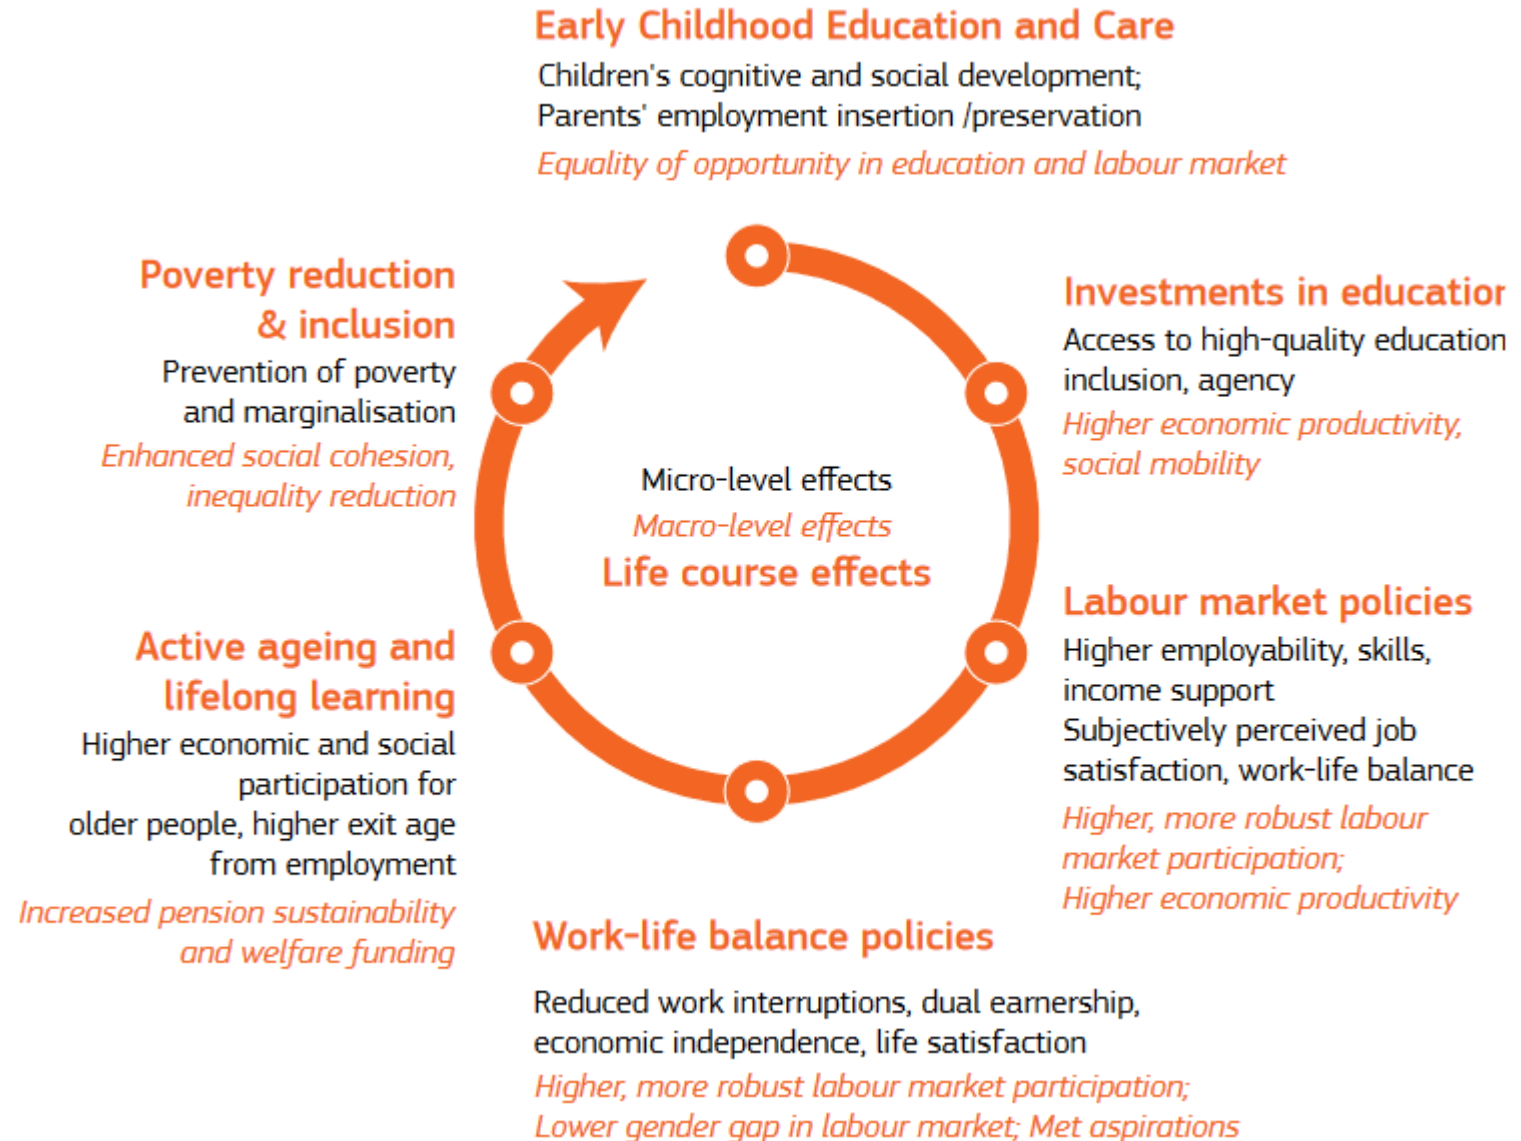 Early Childhood Education and Care
Children's cognitive and social development;
Parents' employment insertion /preservation
Equality of opportunity in education and labour market
Investments in education
Access to high-quality education
inclusion, agency
Higher economic productivity,
social mobility
Labour market policies
Higher employability, skills,
income support
Subjectively perceived job
satisfaction, work-life balance
Higher, more robust labour
market participation;
Higher economic productivity
Work-life balance policies
Reduced work interruptions, dual earnership,
economic independence, life satisfaction
Higher, more robust labour market participation;
Lower gender gap in labour market; Met aspirations
Active ageing and
lifelong learning
Higher economic and social
participation for
older people, higher exit age
from employment
Increased pension sustainability
and welfare funding
Poverty reduction
& inclusion
Prevention of poverty
and marginalisation
Enhanced social cohesion,
inequality reduction
Micro-level effects
Macro-level effects
Life course effects